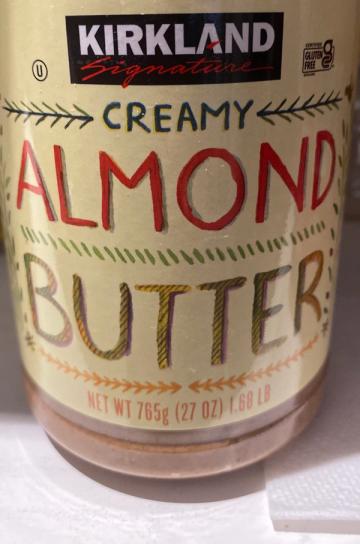 KIRKLAND
Signature
U
CERTIFIED
GLUTEN
FREE
CREAMY
ALMOND
BUTTER
NET WT 765g (27 OZ) 1.68 LB